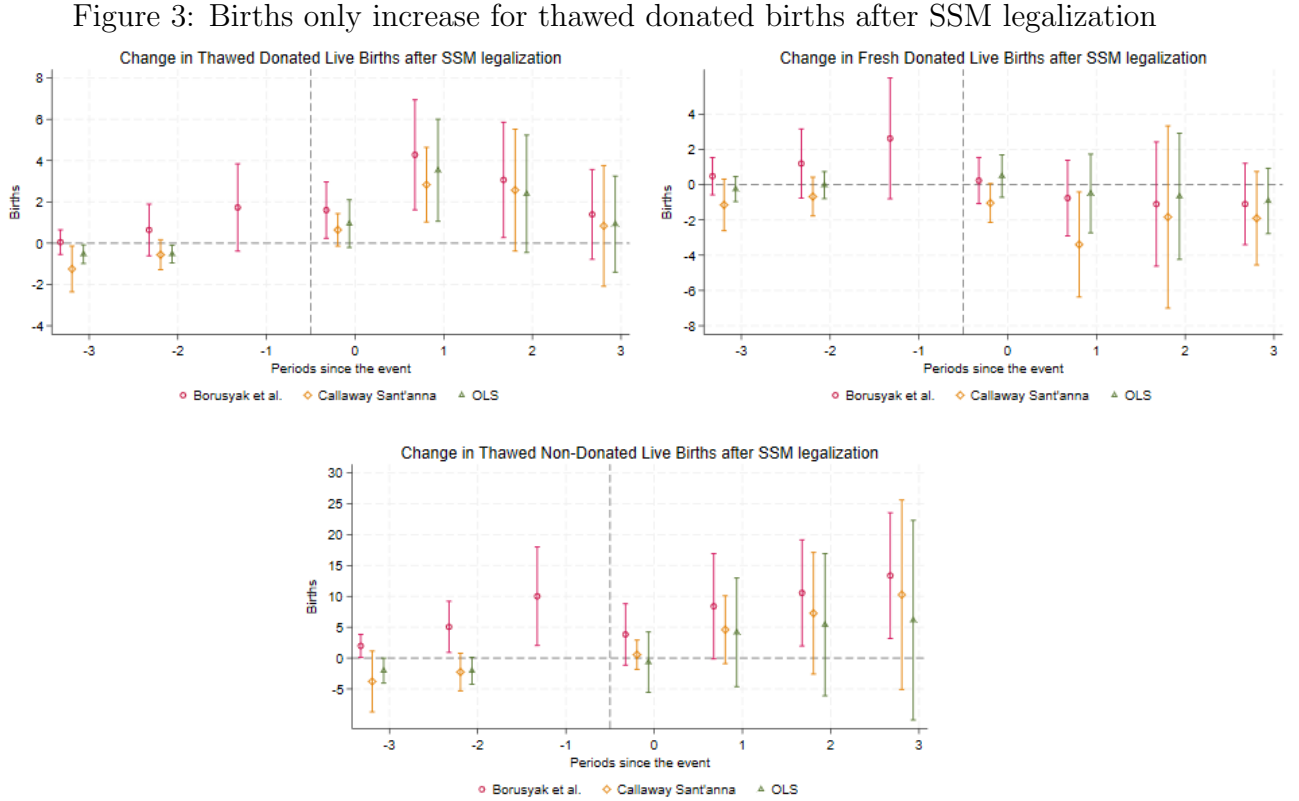 Figure 3: Births only increase for thawed donated births after SSM legalization
Change in Thawed Donated Live Births after SSM legalization
8
6
4
2
0
-2
-4
Births
-3 -2 -1 0 1 2 3
Periods since the event
Borusyak et al. Callaway Sant'anna OLS
Change in Fresh Donated Live Births after SSM legalization
4
2
0
-2
-4
-6
-8
Births
-3 -2 -1 0 1 2 3
Periods since the event
Borusyak et al. Callaway Sant'anna OLS
Change in Thawed Non-Donated Live Births after SSM legalization
30
25
20
15
10
5
0
-5
Births
-3 -2 -1 0 1 2 3
Periods since the event
Borusyak et al. Callaway Sant'anna OLS